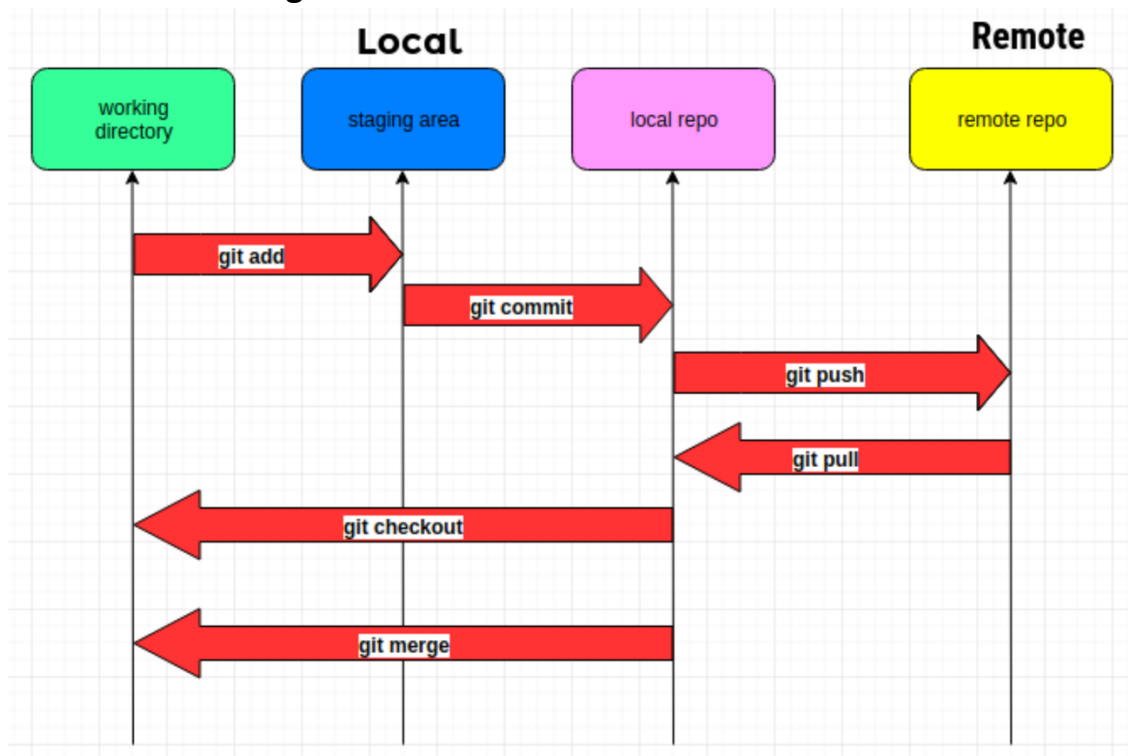 Local
Remote
working
directory
staging area
local repo
remote repo
git add
git commit
git push
git pull
git checkout
git merge